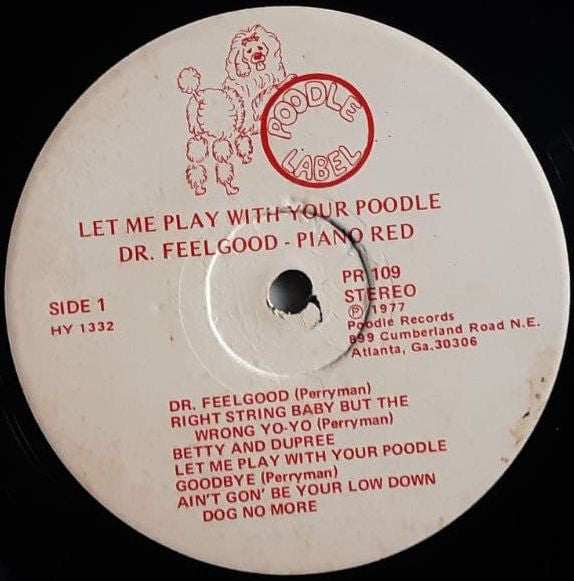 POODLE
LABEL
LET ME PLAY WITH YOUR POODLE
DR. FEELGOOD - PIANO RED
SIDE 1
HY 1332
PR 109
STEREO
Ⓟ 1977
Poodle Records
899 Cumberland Road N.E.
Atlanta, Ga.30306
DR. FEELGOOD (Perryman)
RIGHT STRING BABY BUT THE
WRONG YO-YO (Perryman)
BETTY AND DUPREE
LET ME PLAY WITH YOUR POODLE
GOODBYE (Perryman)
AIN'T GON' BE YOUR LOW DOWN
DOG NO MORE